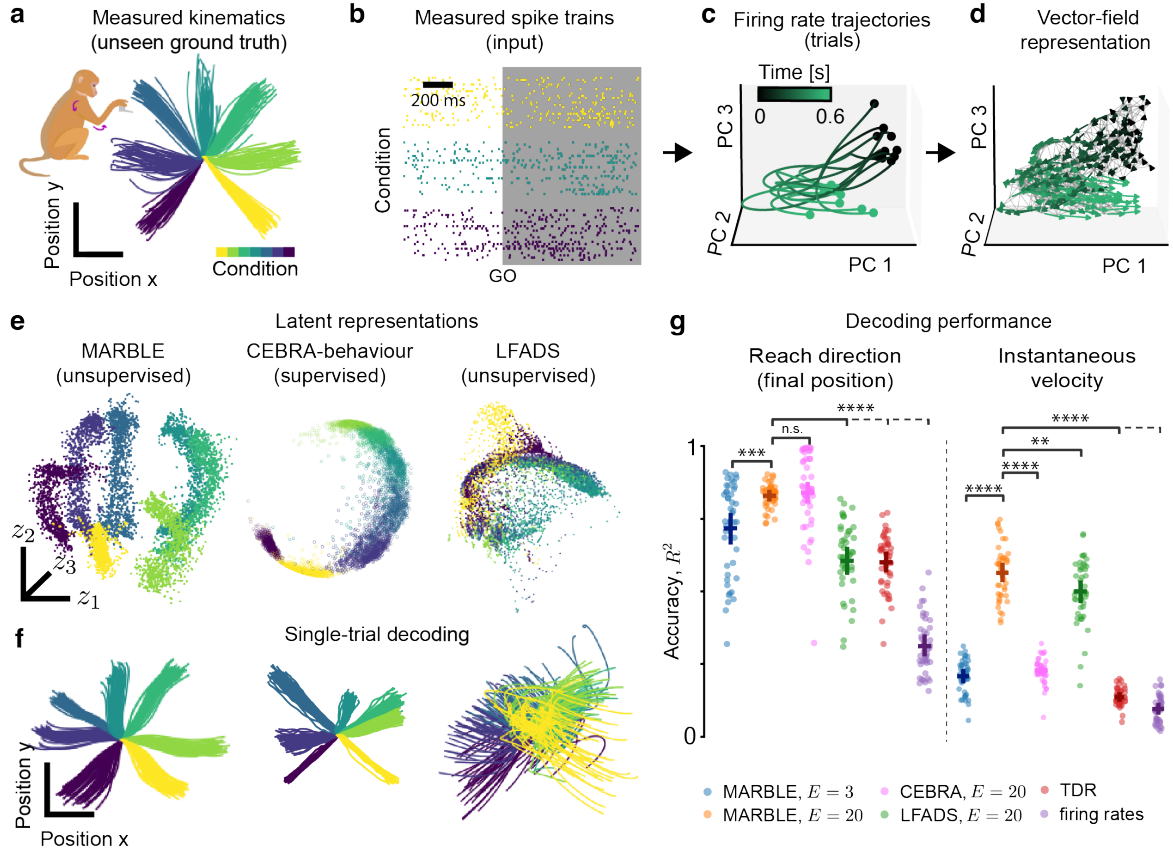 a
Measured kinematics
(unseen ground truth)
Position y
Position x
Condition
b
Measured spike trains
(input)
200 ms
Condition
GO
c
Firing rate trajectories
(trials)
Time [s]
0 0.6
PC 3
PC 2
PC 1
d
Vector-field
representation
PC 3
PC 2
PC 1
e
Latent representations
MARBLE
(unsupervised)
CEBRA-behaviour
(supervised)
LFADS
(unsupervised)
z2
z3
z1
f
Single-trial decoding
Position y
Position x
g
Decoding performance
Reach direction
(final position)
Instantaneous
velocity
****
n.s.
***
****
**
****
****
1
Accuracy, R²
0
MARBLE, E = 3
MARBLE, E = 20
CEBRA, E = 20
LFADS, E = 20
TDR
firing rates